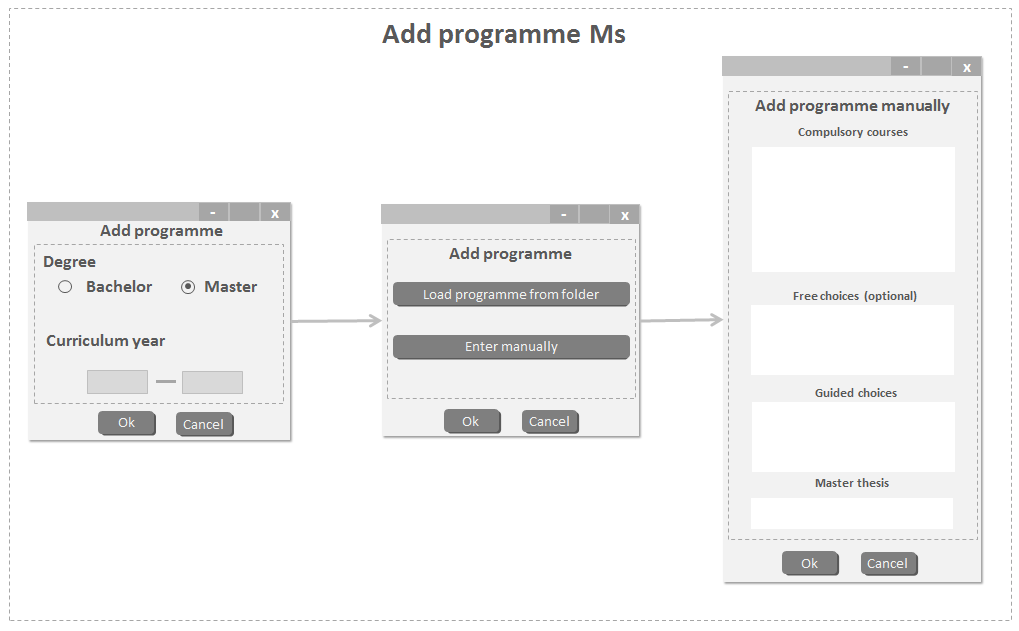 Add programme Ms
- x
Add programme
Degree
Bachelor Master
Curriculum year
Ok Cancel
- x
Add programme
Load programme from folder
Enter manually
Ok Cancel
- x
Add programme manually
Compulsory courses
Free choices (optional)
Guided choices
Master thesis
Ok Cancel